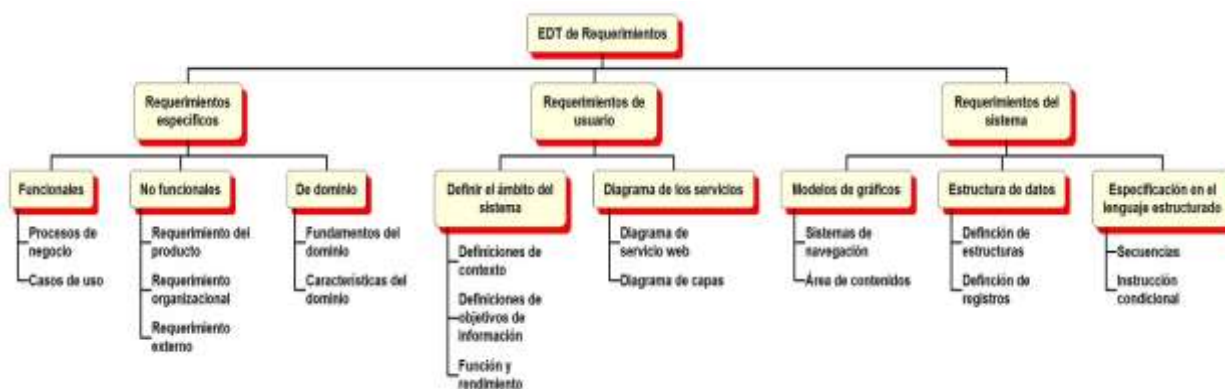 EDT de Requerimientos
Requerimientos
específicos
Requerimientos de
usuario
Requerimientos del
sistema
Funcionales
No funcionales
De dominio
Definir el ámbito del
sistema
Diagrama de los servicios
Modelos de gráficos
Estructura de datos
Especificación en el
lenguaje estructurado
Procesos de
negocio
Casos de uso
Requerimiento del
producto
Requerimiento
organizacional
Requerimiento
externo
Fundamentos del
dominio
Características del
dominio
Definiciones de
contexto
Definiciones de
objetivos de
información
Función y
rendimiento
Diagrama de
servicio web
Diagrama de capas
Sistemas de
navegación
Área de contenidos
Definción de
estructuras
Definción de
registros
Secuencias
Instrucción
condicional